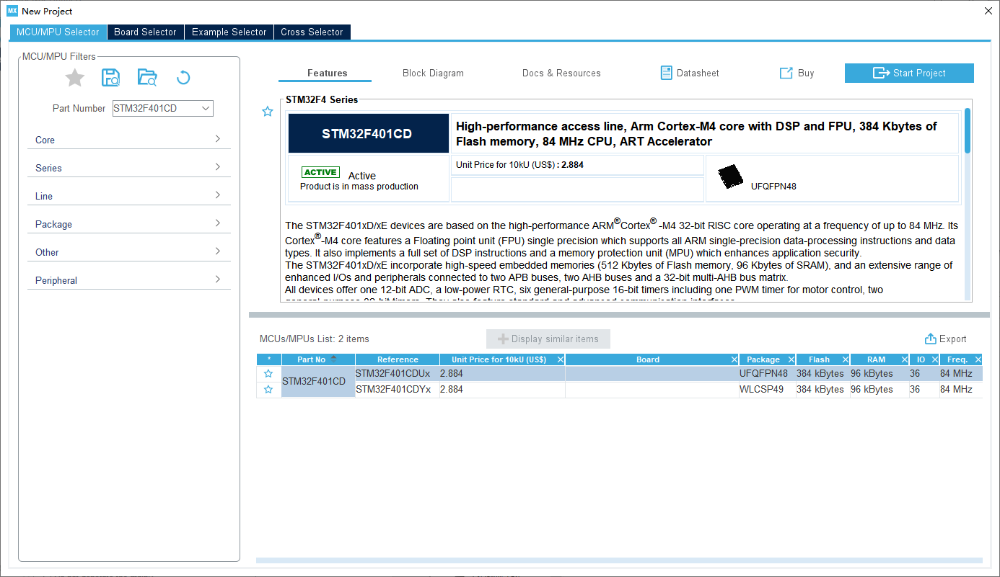 MX New Project
MCU/MPU Selector Board Selector Example Selector Cross Selector
MCU/MPU Filters
Part Number STM32F401CD
Core
Series
Line
Package
Other
Peripheral
Features Block Diagram Docs & Resources Datasheet Buy Start Project
STM32F4 Series
STM32F401CD
High-performance access line, Arm Cortex-M4 core with DSP and FPU, 384 Kbytes of
Flash memory, 84 MHz CPU, ART Accelerator
ACTIVE Active
Product is in mass production
Unit Price for 10kU (US$) : 2.884
UFQFPN48
The STM32F401xD/xE devices are based on the high-performance ARM®Cortex® -M4 32-bit RISC core operating at a frequency of up to 84 MHz. Its
Cortex®-M4 core features a Floating point unit (FPU) single precision which supports all ARM single-precision data-processing instructions and data
types. It also implements a full set of DSP instructions and a memory protection unit (MPU) which enhances application security.
The STM32F401xD/xE incorporate high-speed embedded memories (512 Kbytes of Flash memory, 96 Kbytes of SRAM), and an extensive range of
enhanced I/Os and peripherals connected to two APB buses, two AHB buses and a 32-bit multi-AHB bus matrix.
All devices offer one 12-bit ADC, a low-power RTC, six general-purpose 16-bit timers including one PWM timer for motor control, two
MCUs/MPUs List: 2 items
Display similar items
Export
* Part No Reference Unit Price for 10kU (US$) Board Package Flash RAM IO Freq.
STM32F401CD STM32F401CDUx 2.884 UFQFPN48 384 kBytes 96 kBytes 36 84 MHz
STM32F401CDYx 2.884 WLCSP49 384 kBytes 96 kBytes 36 84 MHz